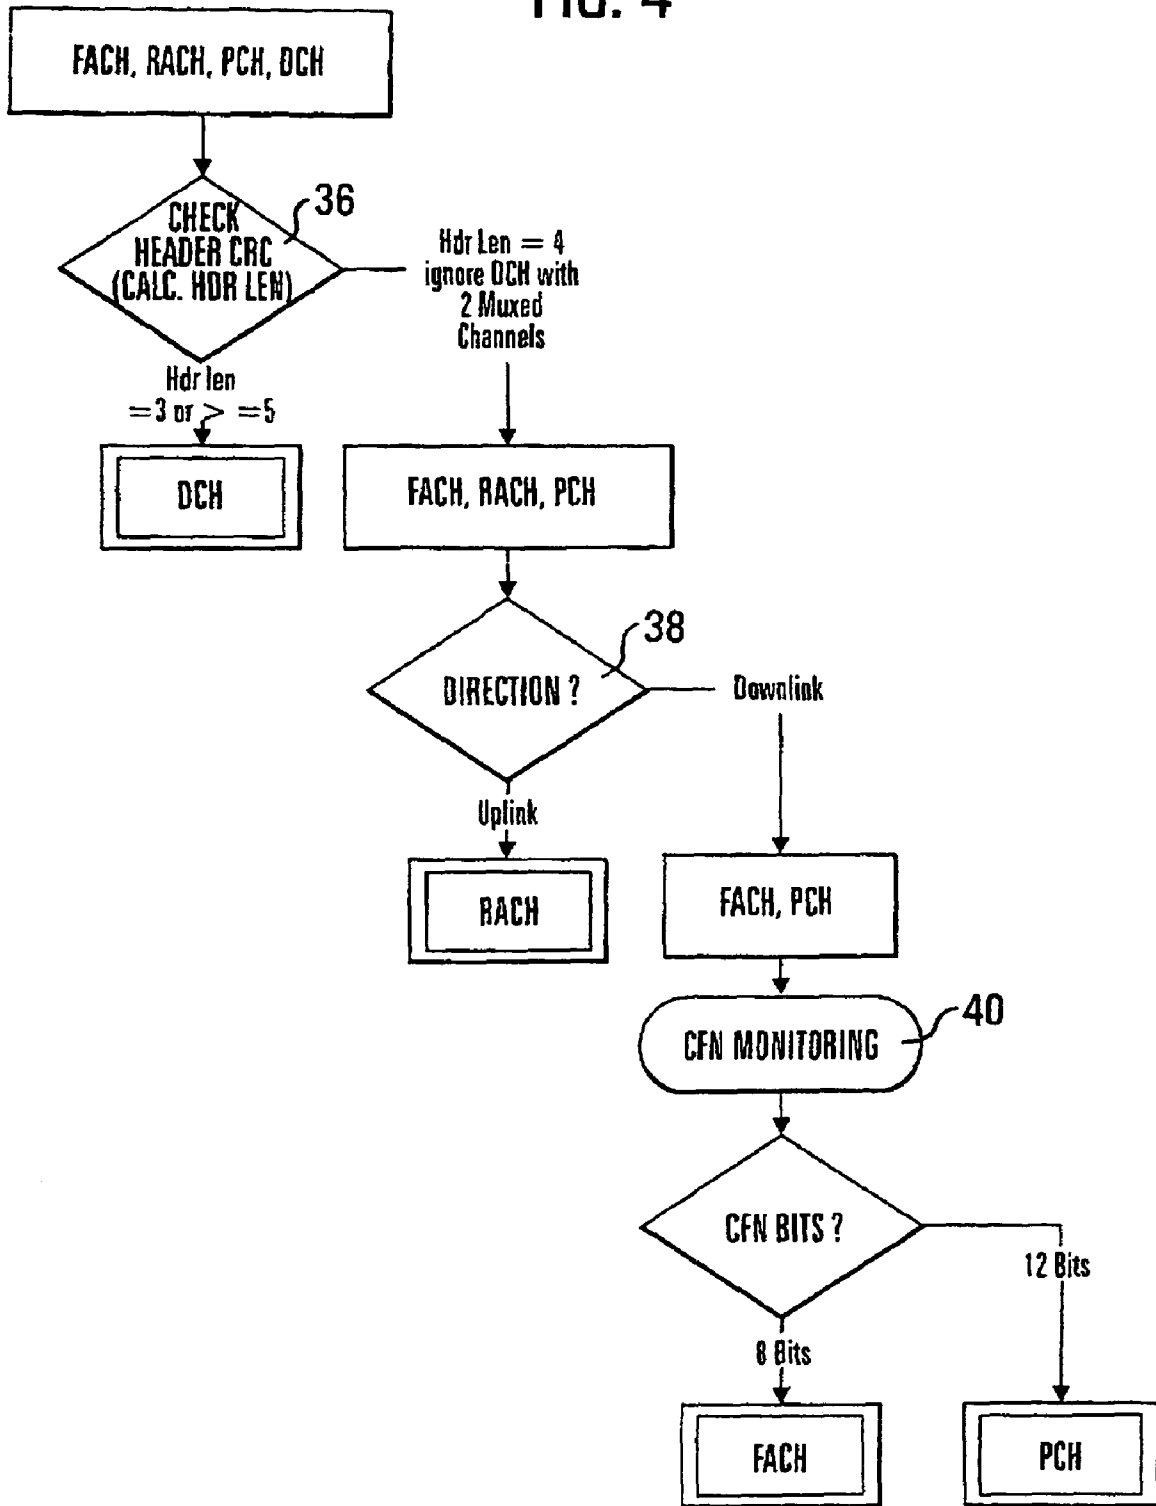 FIG. 4
FACH, RACH, PCH, DCH
CHECK
HEADER CRC
(CALC. HDR LEN)
36
Hdr Len = 4
ignore DCH with
2 Muxed
Channels
Hdr len
=3 or > =5
DCH
FACH, RACH, PCH
DIRECTION ?
38
Downlink
Uplink
RACH
FACH, PCH
CFN MONITORING
40
CFN BITS ?
12 Bits
8 Bits
FACH
PCH